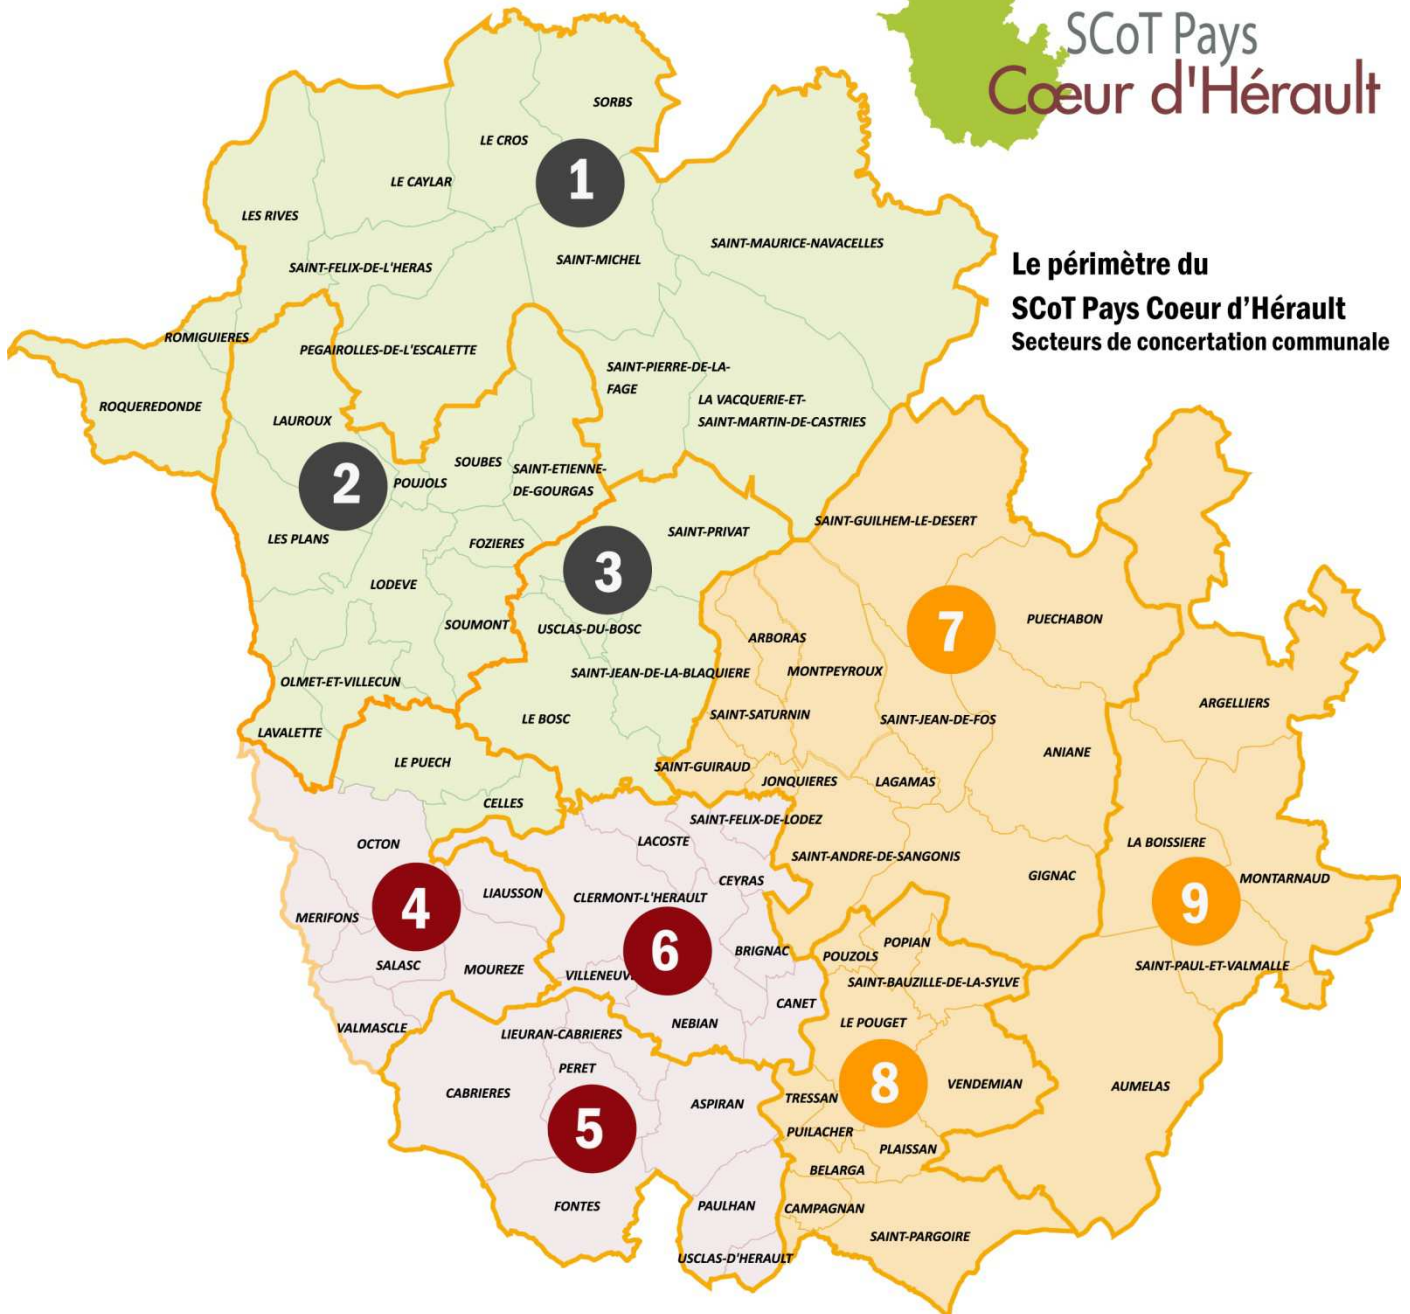 SCoT Pays
Cœur d'Hérault
Le périmètre du
SCoT Pays Coeur d'Hérault
Secteurs de concertation communale
SORBS
LE CROS
1
LE CAYLAR
LES RIVES
SAINT-MAURICE-NAVACELLES
SAINT-MICHEL
SAINT-FELIX-DE-L'HERAS
ROMIGUIERES
PEGAIROLLES-DE-L'ESCALETTE
SAINT-PIERRE-DE-LA-
FAGE
ROQUEREDONDE
LA VACQUERIE-ET-
SAINT-MARTIN-DE-CASTRIES
LAUROUX
2
POUJOLS
SOUBES
SAINT-ETIENNE-
DE-GOURGAS
LES PLANS
FOZIERES
SAINT-PRIVAT
3
SAINT-GUILHEM-LE-DESERT
LODEVE
SOUMONT
USCLAS-DU-BOSC
ARBORAS
7
PUECHABON
SAINT-JEAN-DE-LA-BLAQUIERE
MONTPEYROUX
OLMET-ET-VILLECUN
LE BOSC
SAINT-SATURNIN
SAINT-JEAN-DE-FOS
ARGELLIERS
LAVALETTE
LE PUECH
SAINT-GUIRAUD
JONQUIERES
LAGAMAS
ANIANE
CELLES
SAINT-FELIX-DE-LODEZ
OCTON
LACOSTE
SAINT-ANDRE-DE-SANGONIS
LA BOISSIERE
LIAUSSON
CLERMONT-L'HERAULT
CEYRAS
GIGNAC
MONTARNAUD
4
9
MERIFONS
6
BRIGNAC
POUZOLS
POPIAN
SALASC
MOUREZE
SAINT-PAUL-ET-VALMALLE
SAINT-BAUZILLE-DE-LA-SYLVE
CANET
VALMASCLE
LIEURAN-CABRIERES
NEBIAN
LE POUGET
PERET
8
CABRIERES
ASPIRAN
TRESSAN
VENDEMIAN
AUMELAS
5
PUILACHER
PLAISSAN
BELARGA
FONTES
PAULHAN
CAMPAGNAN
SAINT-PARGOIRE
USCLAS-D'HERAULT